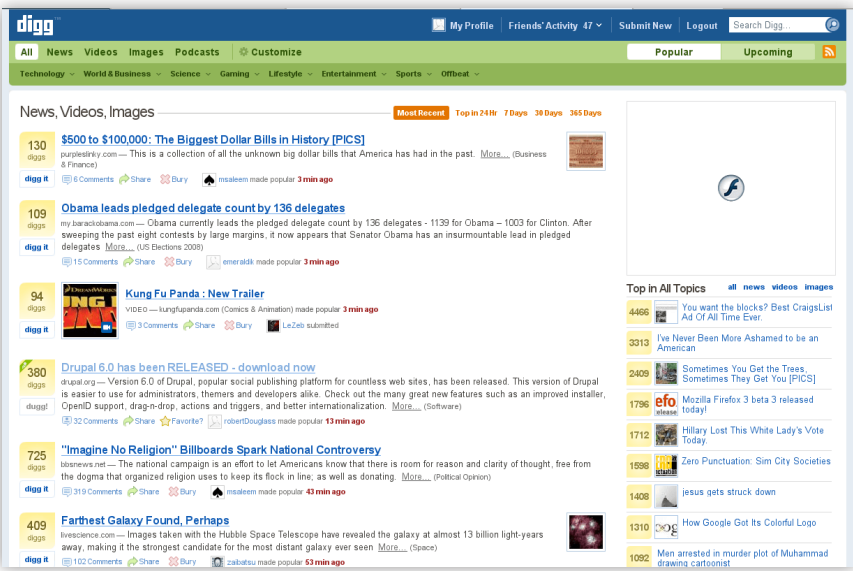 digg™
My Profile Friends' Activity 47 Submit New Logout Search Digg...
All News Videos Images Podcasts Customize Popular Upcoming
Technology World & Business Science Gaming Lifestyle Entertainment Sports Offbeat
News, Videos, Images Most Recent Top in 24 Hr 7 Days 30 Days 365 Days
130 diggs
digg it
$500 to $100,000: The Biggest Dollar Bills in History [PICS]
purpleslinky.com — This is a collection of all the unknown big dollar bills that America has had in the past. More... (Business
& Finance)
6 Comments Share Bury msaleem made popular 3 min ago
109 diggs
digg it
Obama leads pledged delegate count by 136 delegates
my.barackobama.com — Obama currently leads the pledged delegate count by 136 delegates - 1139 for Obama – 1003 for Clinton. After
sweeping the past eight contests by large margins, it now appears that Senator Obama has an insurmountable lead in pledged
delegates More... (US Elections 2008)
15 Comments Share Bury emeraldik made popular 3 min ago
94 diggs
digg it
DREAMWORKS
ING
Kung Fu Panda : New Trailer
VIDEO — kungfupanda.com (Comics & Animation) made popular 3 min ago
3 Comments Share Bury LeZeb submitted
380 diggs
dugg!
Drupal 6.0 has been RELEASED - download now
drupal.org — Version 6.0 of Drupal, popular social publishing platform for countless web sites, has been released. This version of Drupal
is easier to use for administrators, themers and developers alike. Check out the many great new features such as an improved installer,
OpenID support, drag-n-drop, actions and triggers, and better internationalization. More... (Software)
32 Comments Share Favorite? robertDouglass made popular 13 min ago
725 diggs
digg it
"Imagine No Religion" Billboards Spark National Controversy
bbsnews.net — The national campaign is an effort to let Americans know that there is room for reason and clarity of thought, free from
the dogma that organized religion uses to keep its flock in line; as well as donating. More... (Political Opinion)
319 Comments Share Bury msaleem made popular 43 min ago
409 diggs
digg it
Farthest Galaxy Found, Perhaps
livescience.com — Images taken with the Hubble Space Telescope have revealed the galaxy at almost 13 billion light-years
away, making it the strongest candidate for the most distant galaxy ever seen More... (Space)
102 Comments Share Bury zaibatsu made popular 53 min ago
Top in All Topics all news videos images
4466 You want the blocks? Best CraigsList
Ad Of All Time Ever.
3313 I've Never Been More Ashamed to be an
American
2409 Sometimes You Get the Trees,
Sometimes They Get You [PICS]
1796 efo elease Mozilla Firefox 3 beta 3 released
today!
1712 Hillary Lost This White Lady's Vote
Today.
1598 Zero Punctuation: Sim City Societies
1408 jesus gets struck down
1310 How Google Got Its Colorful Logo
1092 Men arrested in murder plot of Muhammad
drawing cartoonist